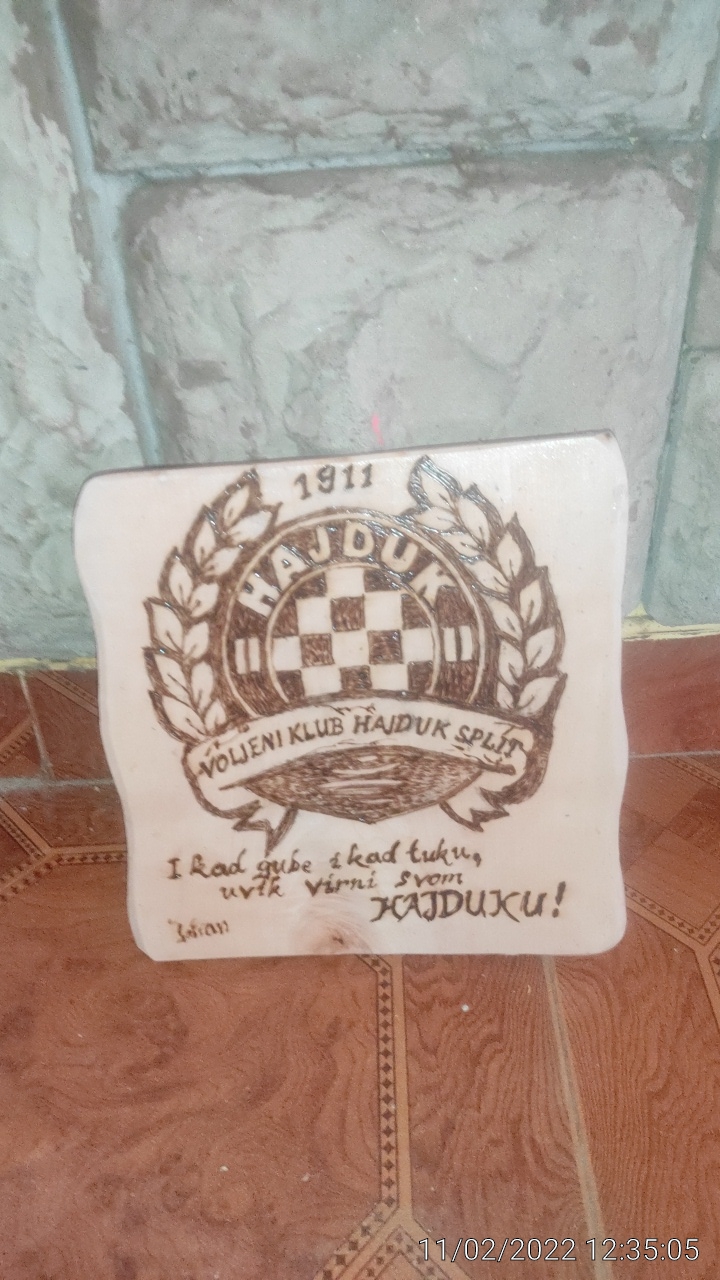 1911
HAJDUK
VOLJENI KLUB HAJDUK SPLIT
I kad gube i kad tuku,
uvik virni svom
HAJDUKU!
11/02/2022 12:35:05